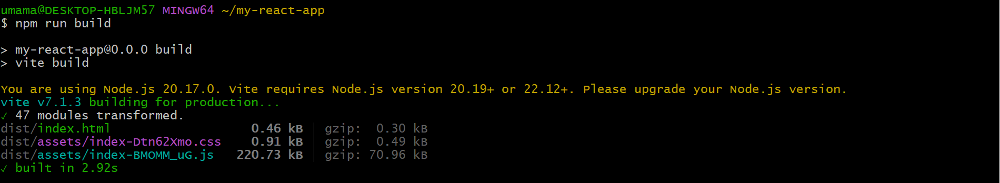 umama@DESKTOP-HBLJM57 MINGW64 ~/my-react-app
$ npm run build
> my-react-app@0.0.0 build
> vite build
You are using Node.js 20.17.0. Vite requires Node.js version 20.19+ or 22.12+. Please upgrade your Node.js version.
vite v7.1.3 building for production...
✓ 47 modules transformed.
dist/index.html                   0.46 kB │ gzip:  0.30 kB
dist/assets/index-Dtn62Xmo.css    0.91 kB │ gzip:  0.49 kB
dist/assets/index-BMOMM_uG.js   220.73 kB │ gzip: 70.96 kB
✓ built in 2.92s